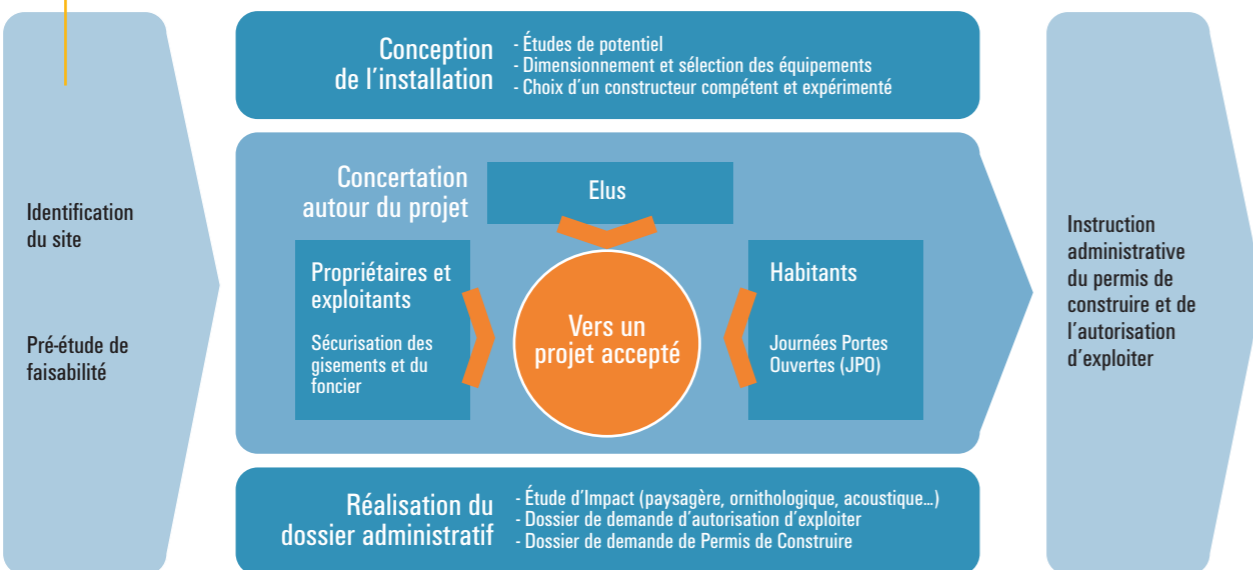 Identification
du site
Pré-étude de
faisabilité
Conception
de l'installation
- Études de potentiel
- Dimensionnement et sélection des équipements
- Choix d'un constructeur compétent et expérimenté
Concertation
autour du projet
Elus
Propriétaires et
exploitants
Sécurisation des
gisements et du
foncier
Vers un
projet accepté
Habitants
Journées Portes
Ouvertes (JPO)
Réalisation du
dossier administratif
- Étude d'Impact (paysagère, ornithologique, acoustique...)
- Dossier de demande d'autorisation d'exploiter
- Dossier de demande de Permis de Construire
Instruction
administrative
du permis de
construire et de
l'autorisation
d'exploiter